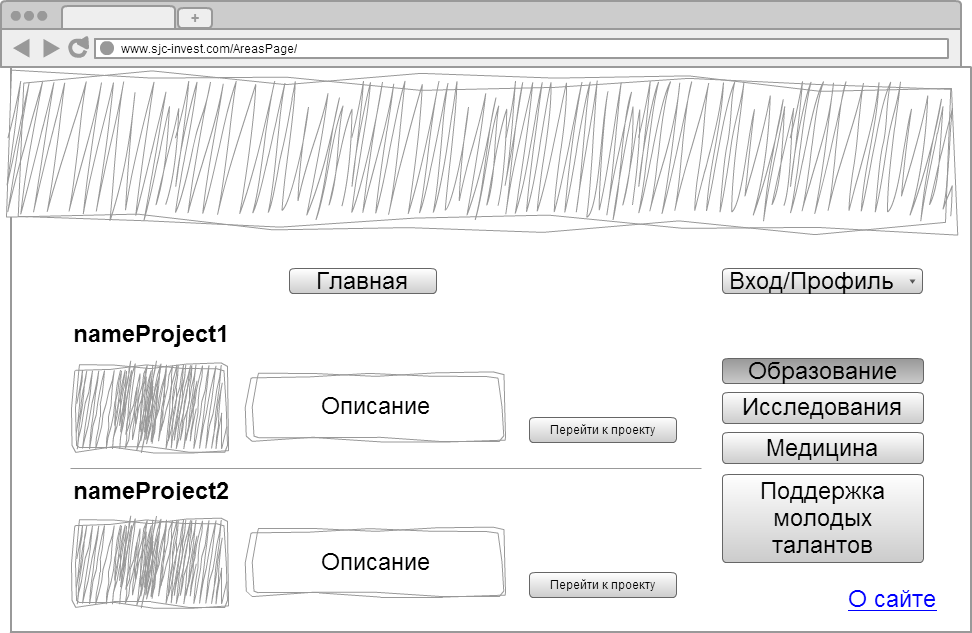 +
www.sjc-invest.com/AreasPage/
Главная
Вход/Профиль
nameProject1
Описание
Перейти к проекту
Образование
Исследования
Медицина
Поддержка
молодых
талантов
nameProject2
Описание
Перейти к проекту
О сайте